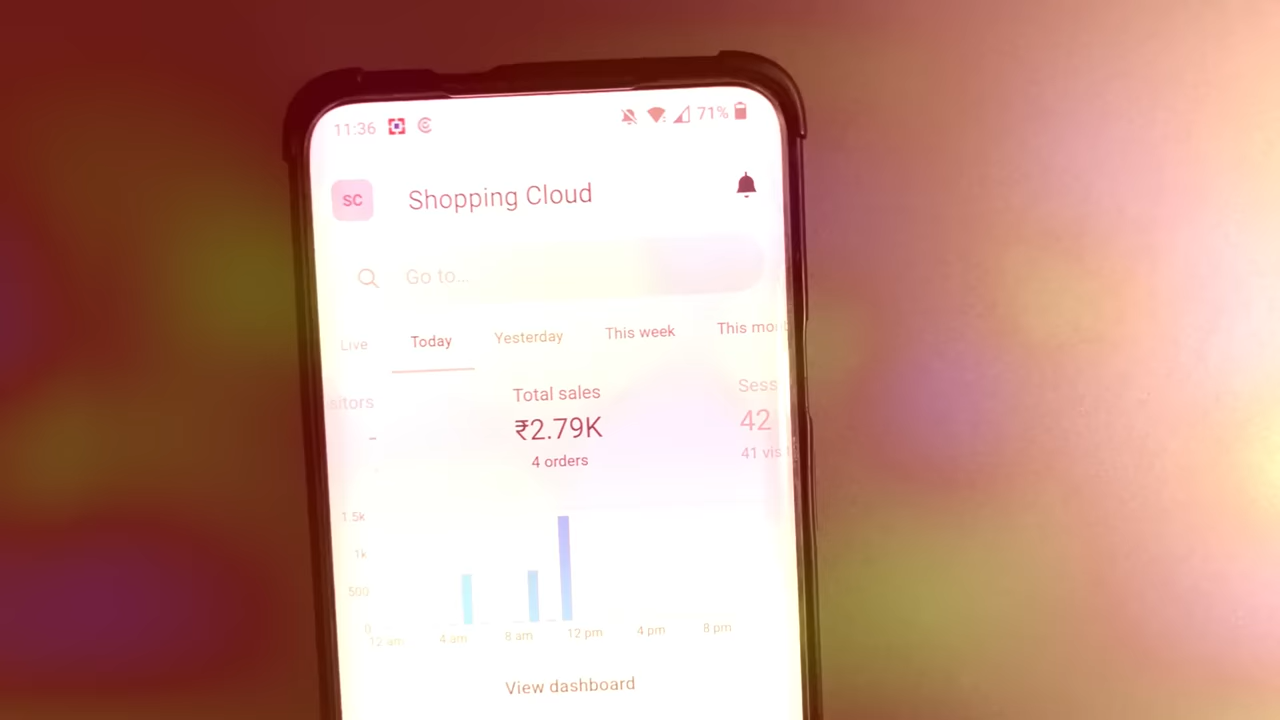 11:36 71%
SC Shopping Cloud
Go to...
Live Today Yesterday This week This mon
itors Total sales Sess
- ₹2.79K 42
4 orders 41 vis
1.5k
1k
500
0
12 am 4 am 8 am 12 pm 4 pm 8 pm
View dashboard